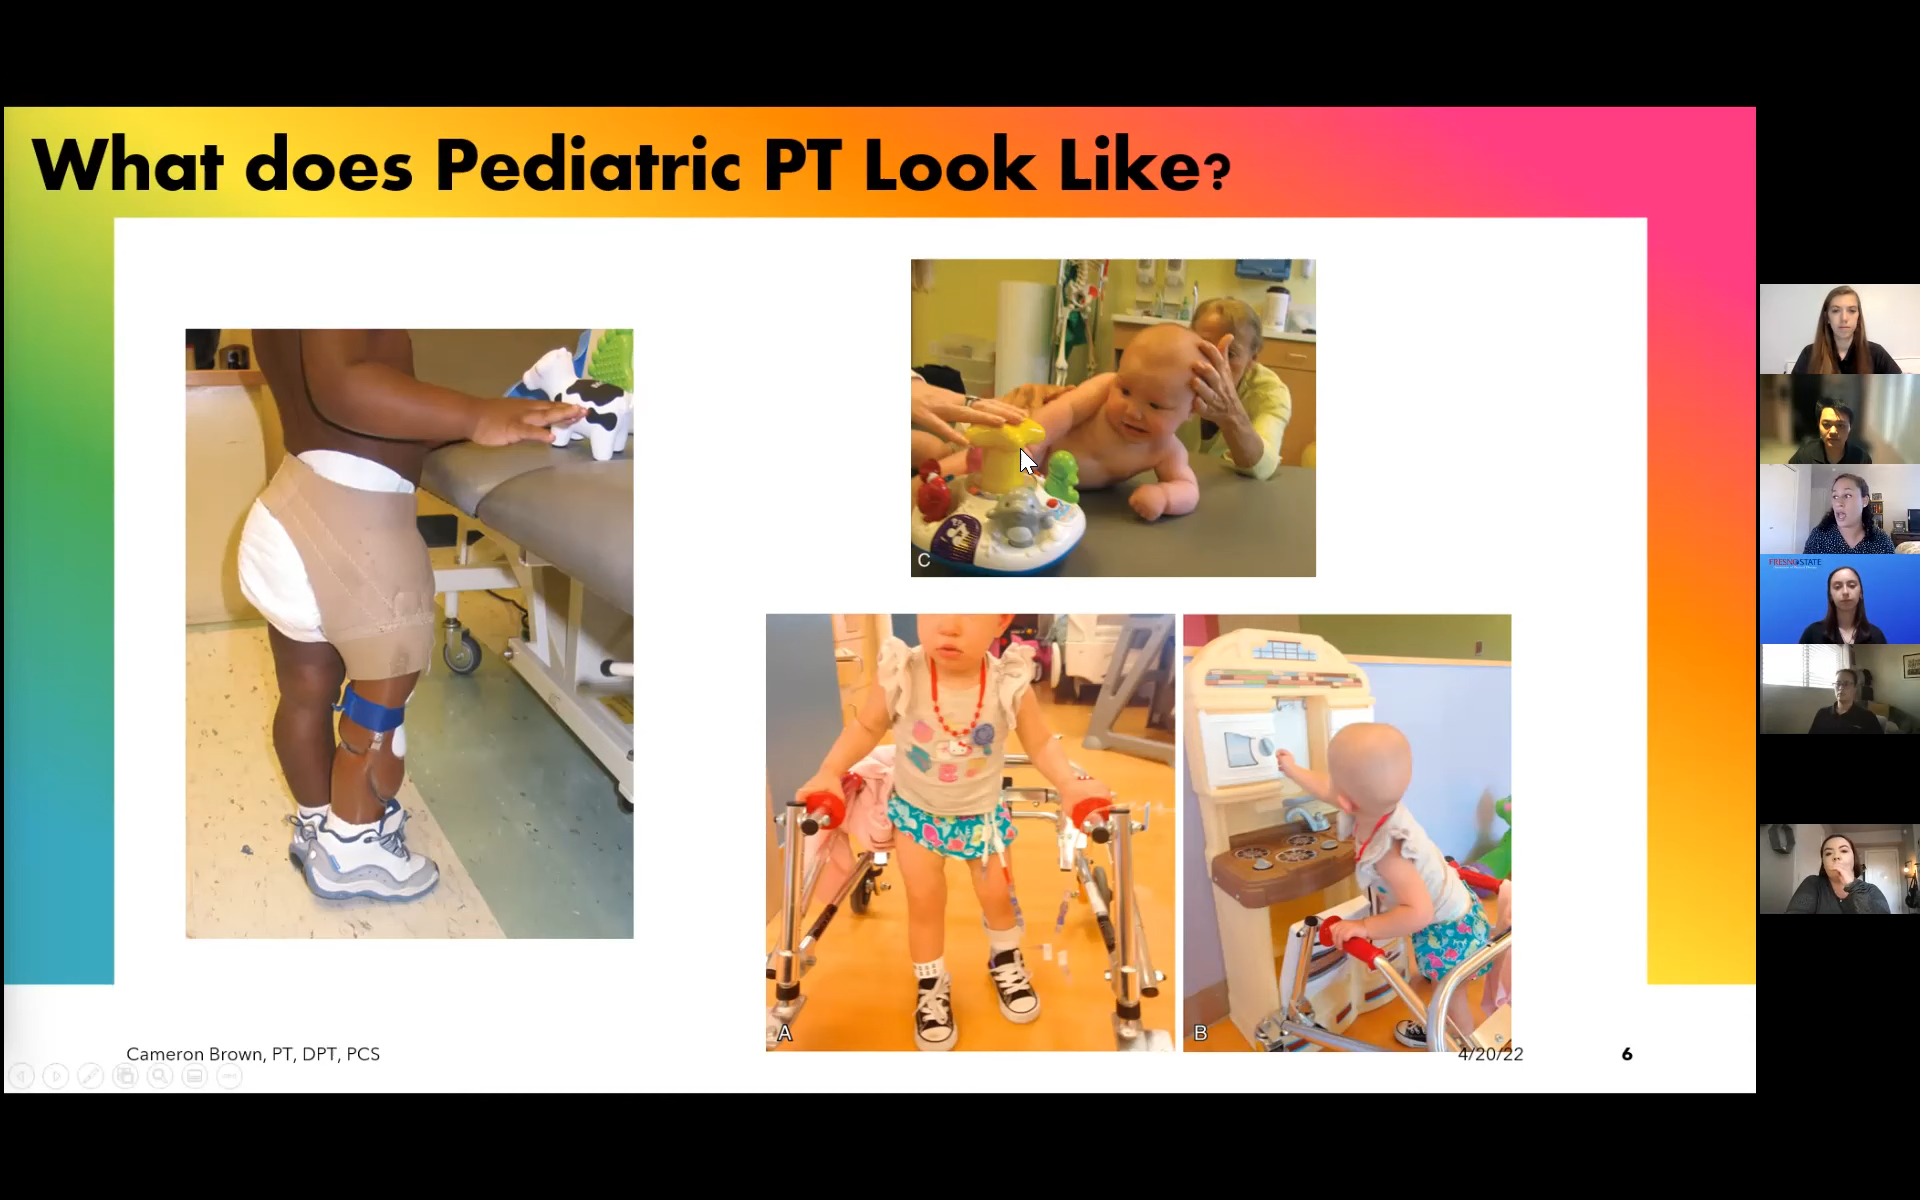 What does Pediatric PT Look Like?
C
FRESNO STATE
A
B
Cameron Brown, PT, DPT, PCS
4/20/22
6